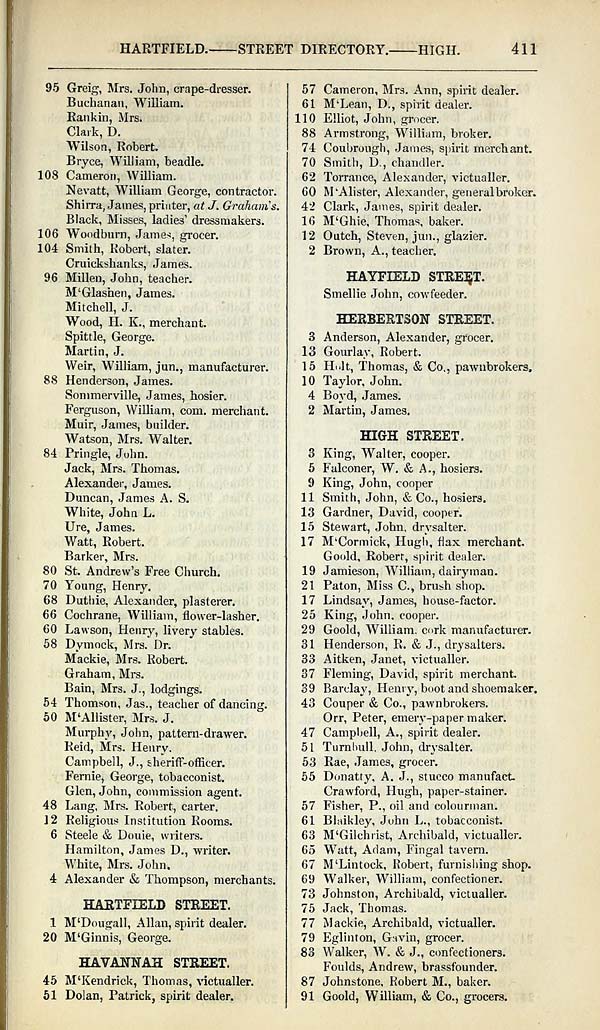 HARTFIELD.——STREET DIRECTORY.——HIGH. 411
95 Greig, Mrs. John, crape-dresser.
Buchanan, William.
Rankin, Mrs.
Clark, D.
Wilson, Robert.
Bryce, William, beadle.
108 Cameron, William.
Nevatt, William George, contractor.
Shirra, James, printer, at J. Graham's.
Black, Misses, ladies' dressmakers.
106 Woodburn, James, grocer.
104 Smith, Robert, slater.
Cruickshanks, James.
96 Millen, John, teacher.
M'Glashen, James.
Mitchell, J.
Wood, H. K., merchant.
Spittle, George.
Martin, J.
Weir, William, jun., manufacturer.
88 Henderson, James.
Sommerville, James, hosier.
Ferguson, William, com. merchant.
Muir, James, builder.
Watson, Mrs. Walter.
84 Pringle, John.
Jack, Mrs. Thomas.
Alexander, James.
Duncan, James A. S.
White, John L.
Ure, James.
Watt, Robert.
Barker, Mrs.
80 St. Andrew's Free Church.
70 Young, Henry.
68 Duthie, Alexander, plasterer.
66 Cochrane, William, flower-lasher.
60 Lawson, Henry, livery stables.
58 Dymock, Mrs. Dr.
Mackie, Mrs. Robert.
Graham, Mrs.
Bain, Mrs. J., lodgings.
54 Thomson, Jas., teacher of dancing.
50 M'Allister, Mrs. J.
Murphy, John, pattern-drawer.
Reid, Mrs. Henry.
Campbell, J., sheriff-officer.
Fernie, George, tobacconist.
Glen, John, commission agent.
48 Lang, Mrs. Robert, carter.
12 Religious Institution Rooms.
6 Steele & Douie, writers.
Hamilton, James D., writer.
White, Mrs. John.
4 Alexander & Thompson, merchants.
HARTFIELD STREET.
1 M'Dougall, Allan, spirit dealer.
20 M'Ginnis, George.
HAVANNAH STREET.
45 M'Kendrick, Thomas, victualler.
51 Dolan, Patrick, spirit dealer.
57 Cameron, Mrs. Ann, spirit dealer.
61 M'Lean, D., spirit dealer.
110 Elliot, John, grocer.
88 Armstrong, William, broker.
74 Coubrough, James, spirit merchant.
70 Smith, D., chandler.
62 Torrance, Alexander, victualler.
60 M'Alister, Alexander, general broker.
42 Clark, James, spirit dealer.
16 M'Ghie, Thomas, baker.
12 Outch, Steven, jun., glazier.
2 Brown, A., teacher.
HAYFIELD STREET.
Smellie John, cowfeeder.
HERBERTSON STREET.
3 Anderson, Alexander, grocer.
13 Gourlay, Robert.
15 Holt, Thomas, & Co., pawnbrokers.
10 Taylor, John.
4 Boyd, James.
2 Martin, James.
HIGH STREET.
3 King, Walter, cooper.
5 Falconer, W. & A., hosiers.
9 King, John, cooper
11 Smith, John, & Co., hosiers.
13 Gardner, David, cooper.
15 Stewart, John, drysalter.
17 M'Cormick, Hugh, flax merchant.
Goold, Robert, spirit dealer.
19 Jamieson, William, dairyman.
21 Paton, Miss C., brush shop.
17 Lindsay, James, house-factor.
25 King, John, cooper.
29 Goold, William, cork manufacturer.
31 Henderson, R. & J., drysalters.
33 Aitken, Janet, victualler.
37 Fleming, David, spirit merchant.
39 Barclay, Henry, boot and shoemaker.
43 Couper & Co., pawnbrokers.
Orr, Peter, emery-paper maker.
47 Campbell, A., spirit dealer.
51 Turnbull, John, drysalter.
53 Rae, James, grocer.
55 Donatty, A. J., stucco manufact.
Crawford, Hugh, paper-stainer.
57 Fisher, P., oil and colourman.
61 Blaikley, John L., tobacconist.
63 M'Gilchrist, Archibald, victualler.
65 Watt, Adam, Fingal tavern.
67 M'Lintock, Robert, furnishing shop.
69 Walker, William, confectioner.
73 Johnston, Archibald, victualler.
75 Jack, Thomas.
77 Mackie, Archibald, victualler.
79 Eglinton, Gavin, grocer.
83 Walker, W. & J., confectioners.
Foulds, Andrew, brassfounder.
87 Johnstone, Robert M., baker.
91 Goold, William, & Co., grocers.